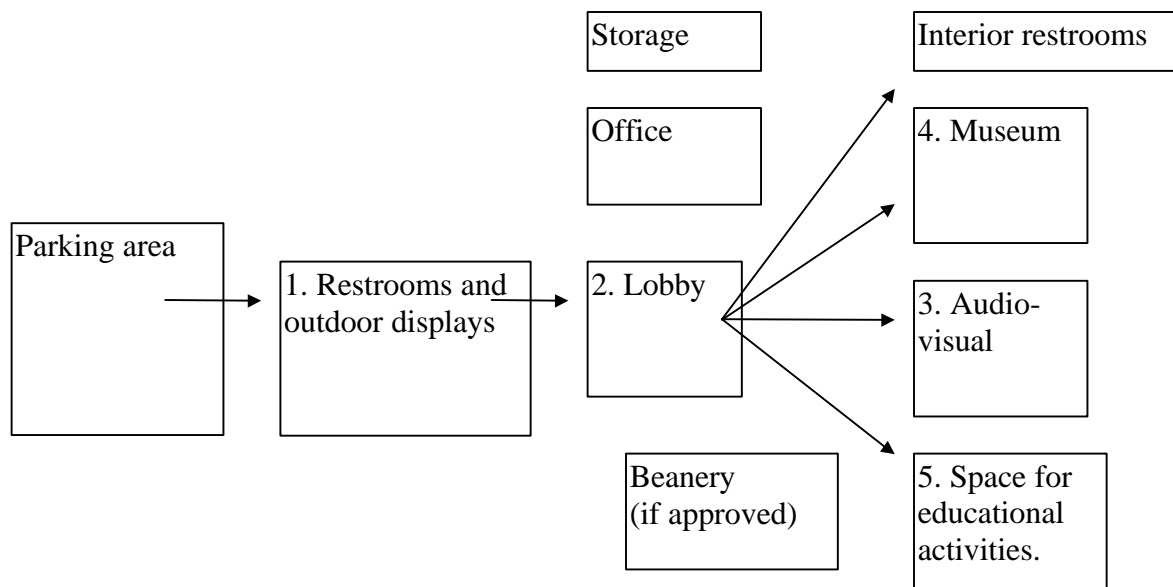 Storage
Interior restrooms
Office
4. Museum
Parking area
1. Restrooms and
outdoor displays
2. Lobby
3. Audio-
visual
Beanery
(if approved)
5. Space for
educational
activities.